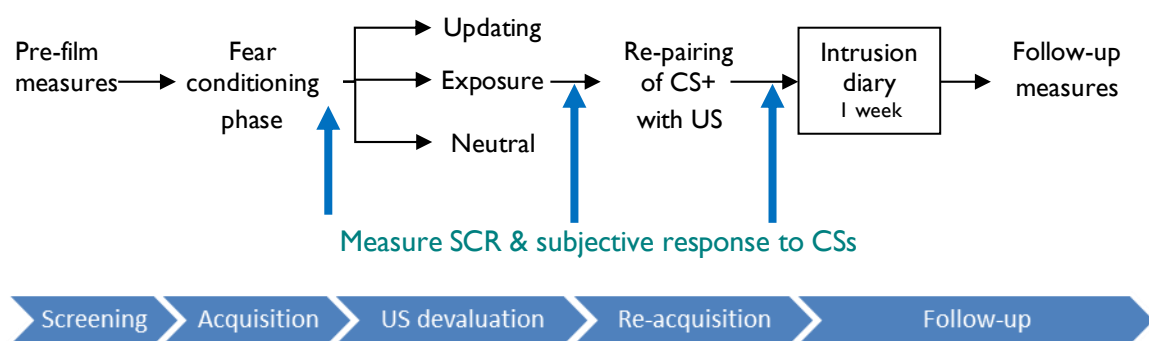 Updating
Pre-film
measures
Fear
conditioning
phase
Exposure
Neutral
Re-pairing
of CS+
with US
Intrusion
diary
1 week
Follow-up
measures
Measure SCR & subjective response to CSs
Screening
Acquisition
US devaluation
Re-acquisition
Follow-up